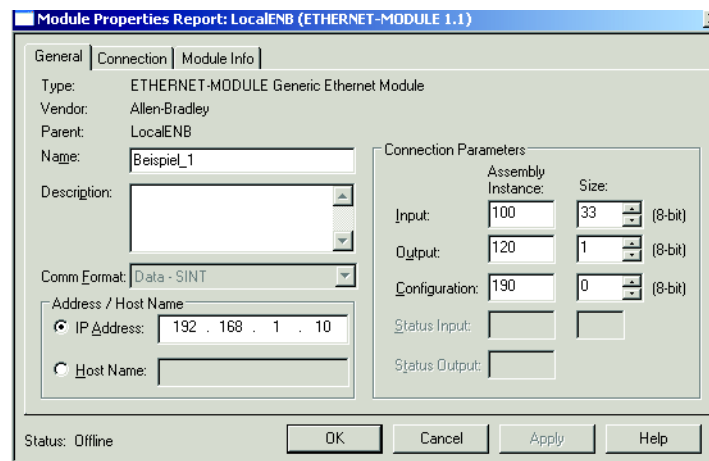 Module Properties Report: LocalENB (ETHERNET-MODULE 1.1)
General Connection Module Info
Type: ETHERNET-MODULE Generic Ethernet Module
Vendor: Allen-Bradley
Parent: LocalENB
Name: Beispiel_1
Description:
Comm Format: Data - SINT
Address / Host Name
IP Address: 192 . 168 . 1 . 10
Host Name:
Connection Parameters
Assembly
Instance: Size:
Input: 100 33 (8-bit)
Output: 120 1 (8-bit)
Configuration: 190 0 (8-bit)
Status Input:
Status Output:
Status: Offline OK Cancel Apply Help